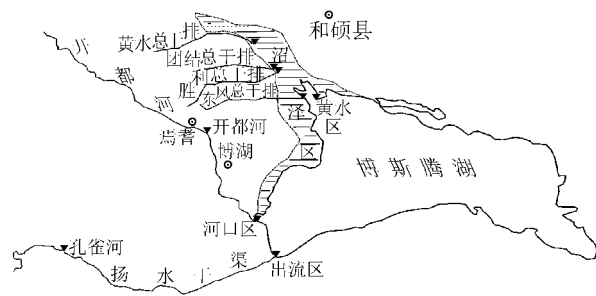 和硕县
黄水总干排
团结总干排
胜利总干排
东风总干排
沼泽区
黄水区
开都河
焉耆
开都河
博湖
博斯腾湖
河口区
孔雀河
扬水干渠
出流区